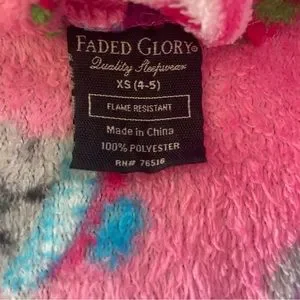 FADED GLORY®
Quality Sleepwear
XS (4-5)
FLAME RESISTANT
Made in China
100% POLYESTER
RN# 76516